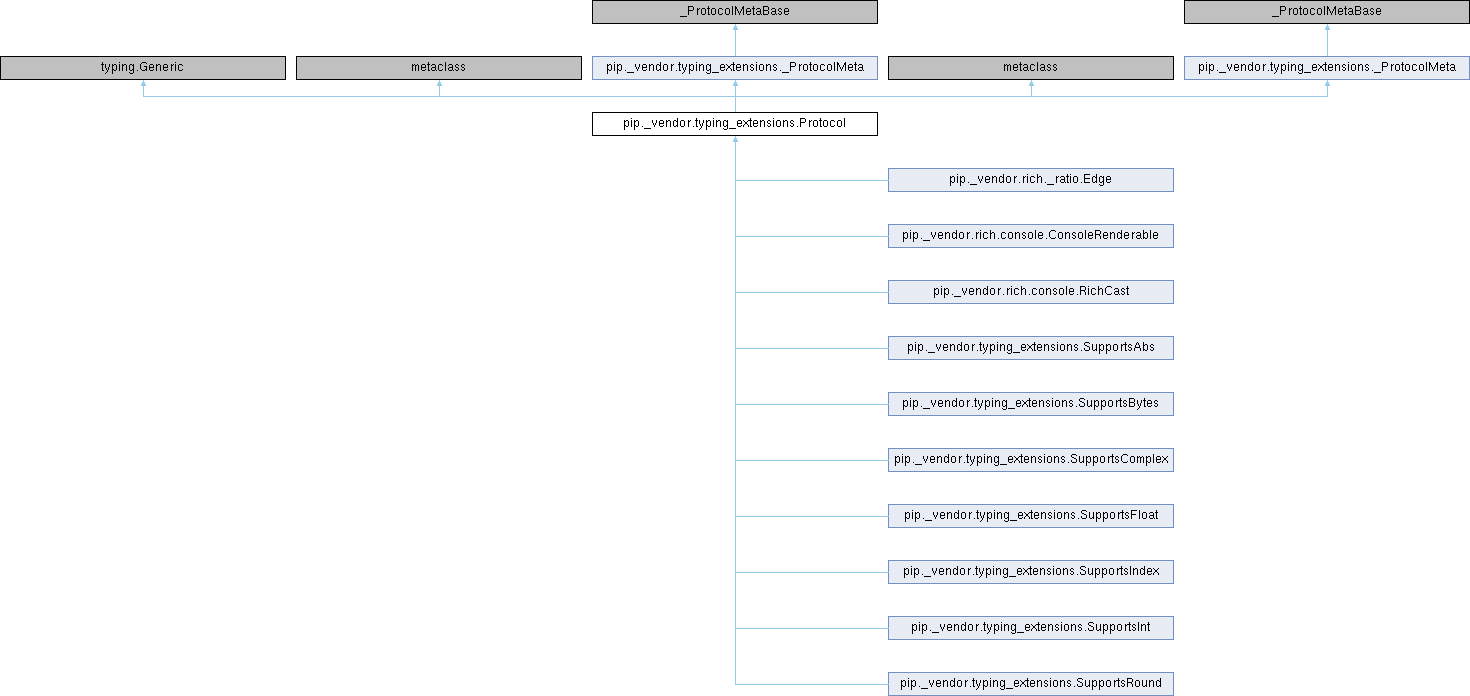 _ProtocolMetaBase
_ProtocolMetaBase
typing.Generic
metaclass
pip._vendor.typing_extensions._ProtocolMeta
metaclass
pip._vendor.typing_extensions._ProtocolMeta
pip._vendor.typing_extensions.Protocol
pip._vendor.rich._ratio.Edge
pip._vendor.rich.console.ConsoleRenderable
pip._vendor.rich.console.RichCast
pip._vendor.typing_extensions.SupportsAbs
pip._vendor.typing_extensions.SupportsBytes
pip._vendor.typing_extensions.SupportsComplex
pip._vendor.typing_extensions.SupportsFloat
pip._vendor.typing_extensions.SupportsIndex
pip._vendor.typing_extensions.SupportsInt
pip._vendor.typing_extensions.SupportsRound